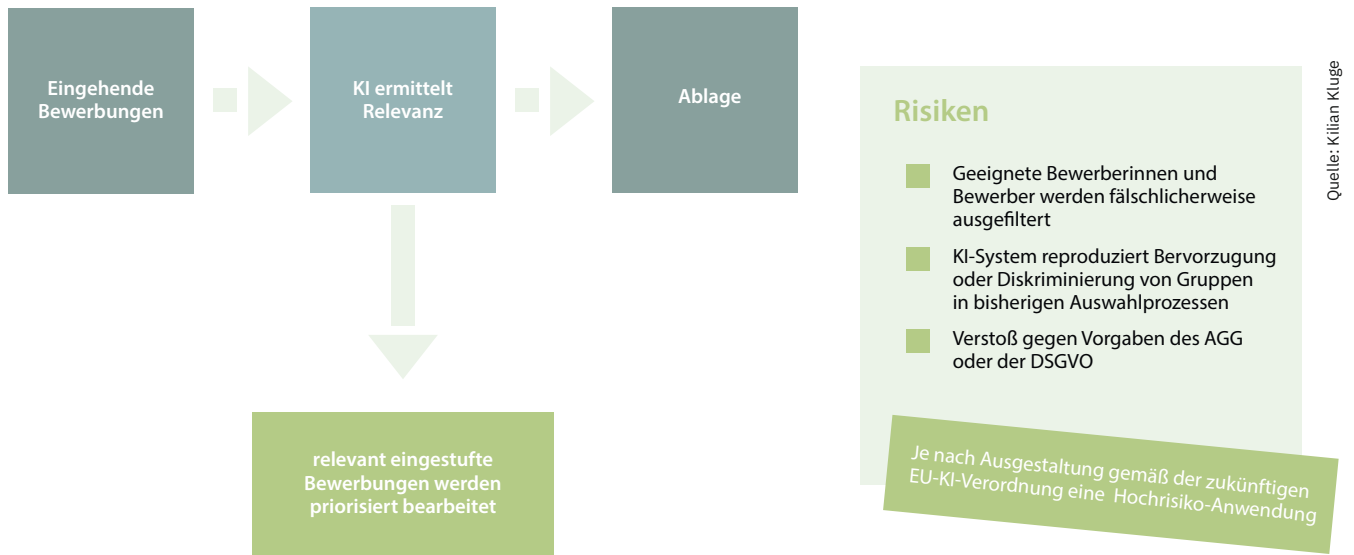 Eingehende
Bewerbungen
KI ermittelt
Relevanz
Ablage
relevant eingestufte
Bewerbungen werden
priorisiert bearbeitet
Risiken
Geeignete Bewerberinnen und
Bewerber werden fälschlicherweise
ausgefiltert
KI-System reproduziert Bervorzugung
oder Diskriminierung von Gruppen
in bisherigen Auswahlprozessen
Verstoß gegen Vorgaben des AGG
oder der DSGVO
Je nach Ausgestaltung gemäß der zukünftigen
EU-KI-Verordnung eine Hochrisiko-Anwendung
Quelle: Kilian Kluge